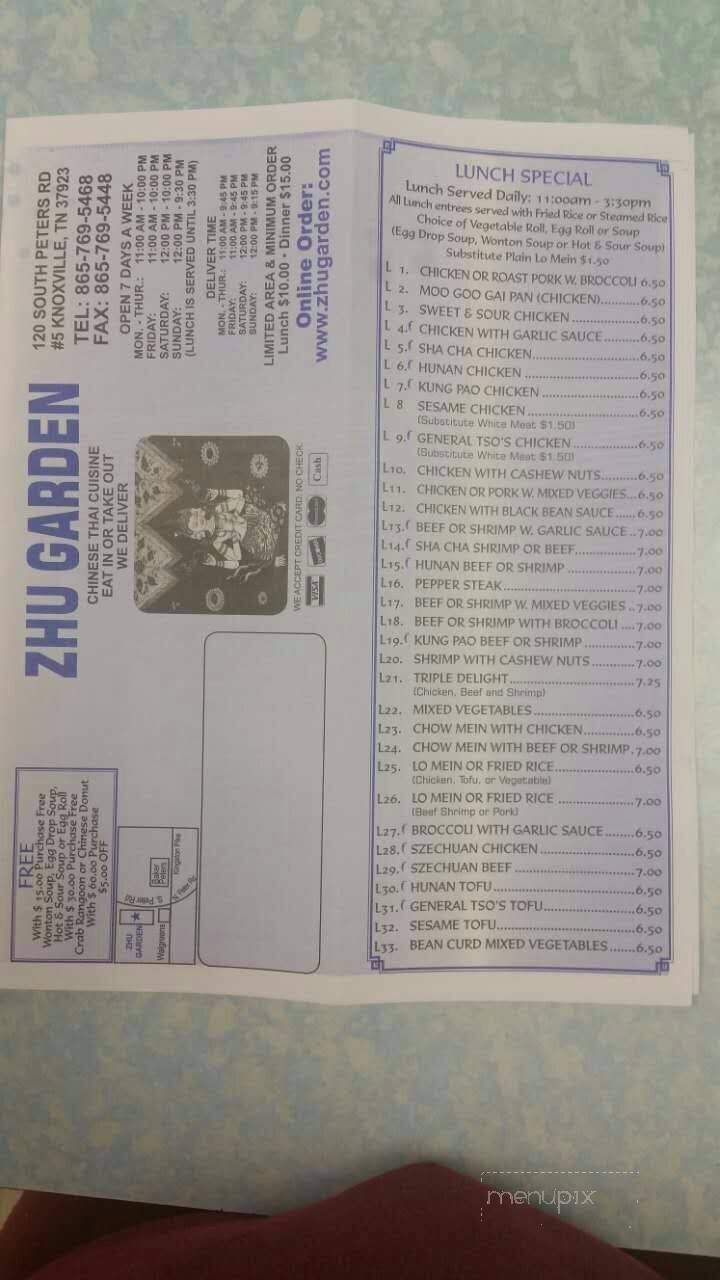 120 SOUTH PETERS RD
#5 KNOXVILLE, TN 37923
TEL: 865-769-5468
FAX: 865-769-5448
OPEN 7 DAYS A WEEK
MON. - THUR.: 11:00 AM - 10:00 PM
FRIDAY: 11:00 AM - 10:00 PM
SATURDAY: 12:00 PM - 10:00 PM
SUNDAY: 12:00 PM - 9:30 PM
(LUNCH IS SERVED UNTIL 3:30 PM)
DELIVER TIME
MON. - THUR.: 11:00 AM - 9:45 PM
FRIDAY: 11:00 AM - 9:45 PM
SATURDAY: 12:00 PM - 9:45 PM
SUNDAY: 12:00 PM - 9:15 PM
LIMITED AREA & MINIMUM ORDER
Lunch $10.00 • Dinner $15.00
Online Order:
www.zhugarden.com
ZHU GARDEN
CHINESE THAI CUISINE
EAT IN OR TAKE OUT
WE DELIVER
WE ACCEPT CREDIT CARD. NO CHECK
VISA
Cash
FREE
With $ 15.00 Purchase Free
Wonton Soup, Egg Drop Soup,
Hot & Sour Soup or Egg Roll
With $ 30.00 Purchase Free
Crab Rangoon or Chinese Donut
With $ 60.00 Purchase
$5.00 OFF
ZHU
GARDEN
Walgreens
S. Peter Rd
Baker
Peters
N. Peter Rd
Kingston Pike
LUNCH SPECIAL
Lunch Served Daily: 11:00am - 3:30pm
All Lunch entrees served with Fried Rice or Steamed Rice
Choice of Vegetable Roll, Egg Roll or Soup
(Egg Drop Soup, Wonton Soup or Hot & Sour Soup)
Substitute Plain Lo Mein $1.50
L 1. CHICKEN OR ROAST PORK W. BROCCOLI 6.50
L 2. MOO GOO GAI PAN (CHICKEN)..........6.50
L 3. SWEET & SOUR CHICKEN ................6.50
L 4.f CHICKEN WITH GARLIC SAUCE........6.50
L 5.f SHA CHA CHICKEN........................6.50
L 6.f HUNAN CHICKEN .........................6.50
L 7.f KUNG PAO CHICKEN .....................6.50
L 8 SESAME CHICKEN .........................6.50
(Substitute White Meat $1.50)
L 9.f GENERAL TSO'S CHICKEN..............6.50
(Substitute White Meat $1.50)
L10. CHICKEN WITH CASHEW NUTS..........6.50
L11. CHICKEN OR PORK W. MIXED VEGGIES...6.50
L12. CHICKEN WITH BLACK BEAN SAUCE .....6.50
L13.f BEEF OR SHRIMP W. GARLIC SAUCE ..7.00
L14.f SHA CHA SHRIMP OR BEEF...............7.00
L15.f HUNAN BEEF OR SHRIMP ................7.00
L16. PEPPER STEAK .............................7.00
L17. BEEF OR SHRIMP W. MIXED VEGGIES ..7.00
L18. BEEF OR SHRIMP WITH BROCCOLI ....7.00
L19.f KUNG PAO BEEF OR SHRIMP ............7.00
L20. SHRIMP WITH CASHEW NUTS ...........7.00
L21. TRIPLE DELIGHT............................7.25
(Chicken, Beef and Shrimp)
L22. MIXED VEGETABLES .......................6.50
L23. CHOW MEIN WITH CHICKEN.............6.50
L24. CHOW MEIN WITH BEEF OR SHRIMP.7.00
L25. LO MEIN OR FRIED RICE..................6.50
(Chicken, Tofu, or Vegetable)
L26. LO MEIN OR FRIED RICE .................7.00
(Beef Shrimp or Pork)
L27.f BROCCOLI WITH GARLIC SAUCE.......6.50
L28.f SZECHUAN CHICKEN .....................6.50
L29.f SZECHUAN BEEF ..........................7.00
L30.f HUNAN TOFU...............................6.50
L31.f GENERAL TSO'S TOFU....................6.50
L32. SESAME TOFU..............................6.50
L33. BEAN CURD MIXED VEGETABLES ......6.50
menupix